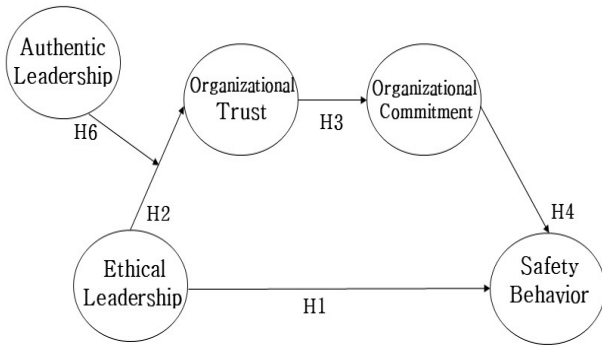 Authentic
Leadership
Organizational
Trust
Organizational
Commitment
H6
H3
H2
H4
Ethical
Leadership
H1
Safety
Behavior